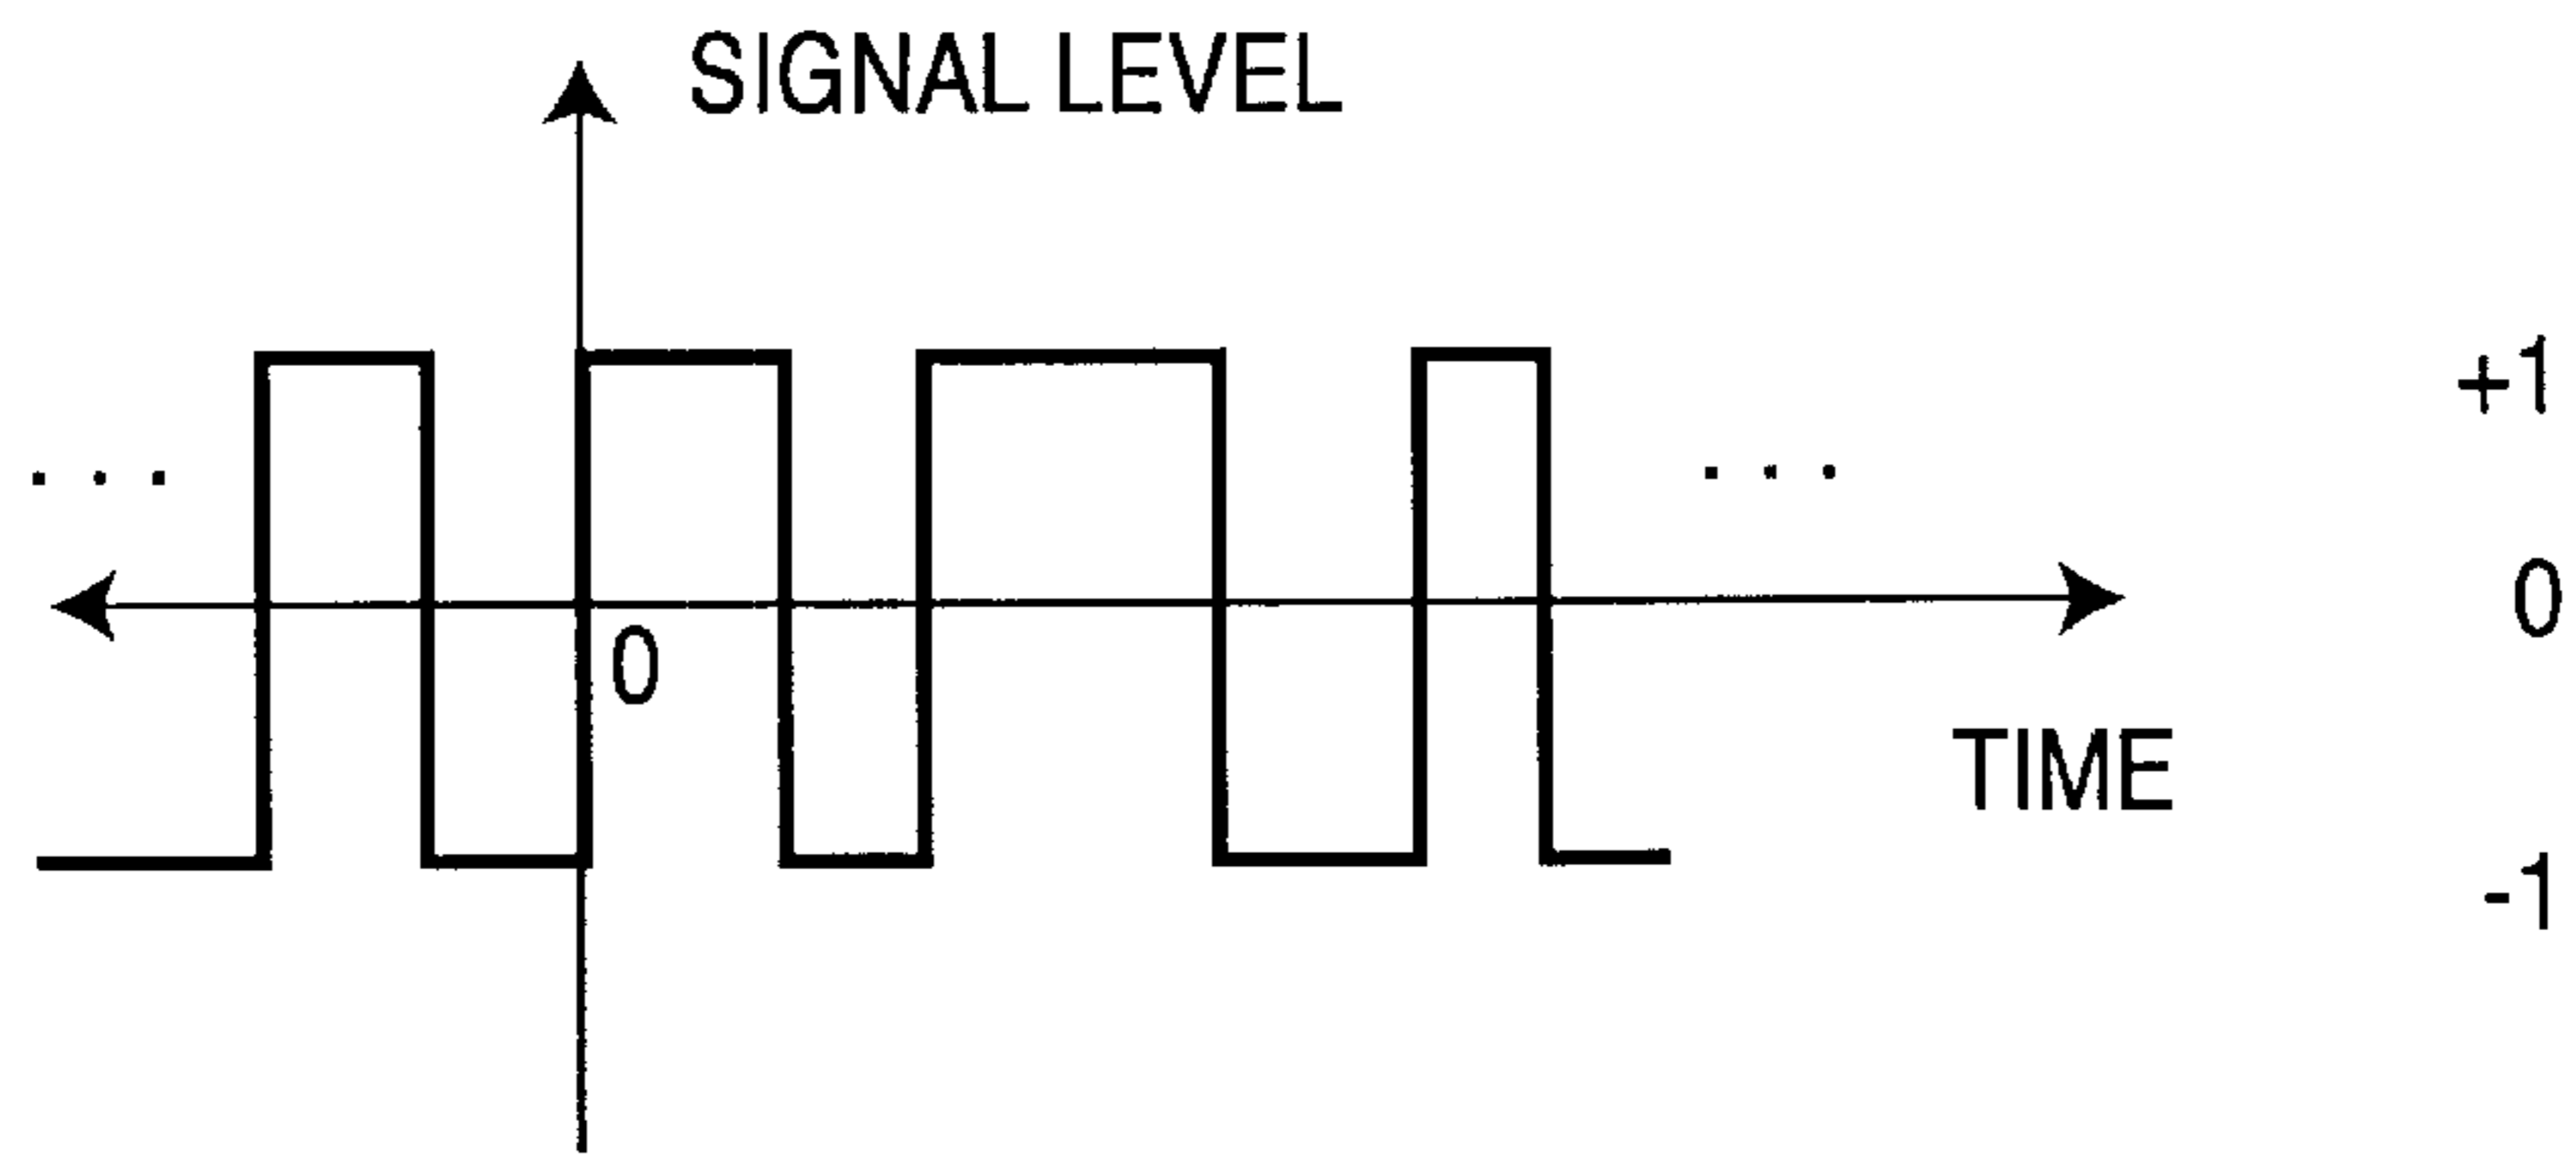 SIGNAL LEVEL
+1
. . .
. . .
0
0
TIME
-1